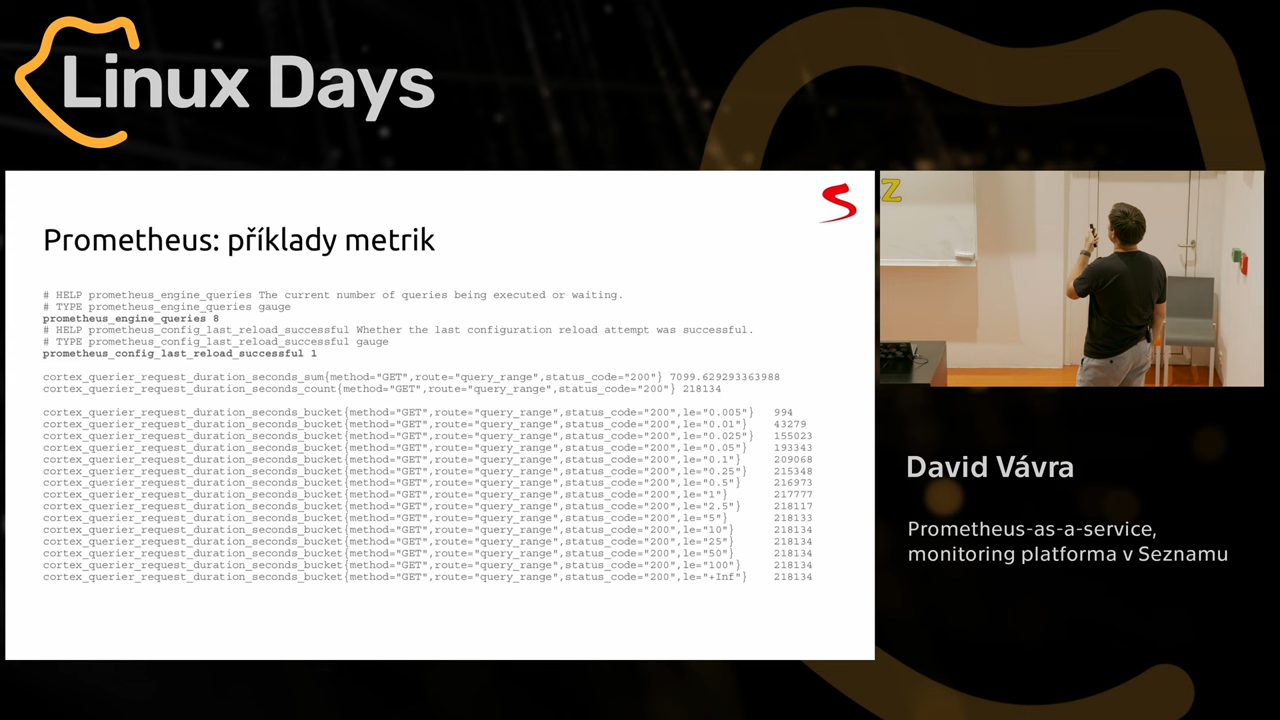 Linux Days
S
Prometheus: příklady metrik
# HELP prometheus_engine_queries The current number of queries being executed or waiting.
# TYPE prometheus_engine_queries gauge
prometheus_engine_queries 8
# HELP prometheus_config_last_reload_successful Whether the last configuration reload attempt was successful.
# TYPE prometheus_config_last_reload_successful gauge
prometheus_config_last_reload_successful 1
cortex_querier_request_duration_seconds_sum{method="GET",route="query_range",status_code="200"} 7099.629293363988
cortex_querier_request_duration_seconds_count{method="GET",route="query_range",status_code="200"} 218134
cortex_querier_request_duration_seconds_bucket{method="GET",route="query_range",status_code="200",le="0.005"} 994
cortex_querier_request_duration_seconds_bucket{method="GET",route="query_range",status_code="200",le="0.01"} 43279
cortex_querier_request_duration_seconds_bucket{method="GET",route="query_range",status_code="200",le="0.025"} 155023
cortex_querier_request_duration_seconds_bucket{method="GET",route="query_range",status_code="200",le="0.05"} 193343
cortex_querier_request_duration_seconds_bucket{method="GET",route="query_range",status_code="200",le="0.1"} 209068
cortex_querier_request_duration_seconds_bucket{method="GET",route="query_range",status_code="200",le="0.25"} 215348
cortex_querier_request_duration_seconds_bucket{method="GET",route="query_range",status_code="200",le="0.5"} 216973
cortex_querier_request_duration_seconds_bucket{method="GET",route="query_range",status_code="200",le="1"} 217777
cortex_querier_request_duration_seconds_bucket{method="GET",route="query_range",status_code="200",le="2.5"} 218117
cortex_querier_request_duration_seconds_bucket{method="GET",route="query_range",status_code="200",le="5"} 218133
cortex_querier_request_duration_seconds_bucket{method="GET",route="query_range",status_code="200",le="10"} 218134
cortex_querier_request_duration_seconds_bucket{method="GET",route="query_range",status_code="200",le="25"} 218134
cortex_querier_request_duration_seconds_bucket{method="GET",route="query_range",status_code="200",le="50"} 218134
cortex_querier_request_duration_seconds_bucket{method="GET",route="query_range",status_code="200",le="100"} 218134
cortex_querier_request_duration_seconds_bucket{method="GET",route="query_range",status_code="200",le="+Inf"} 218134
Z
David Vávra
Prometheus-as-a-service,
monitoring platforma v Seznamu